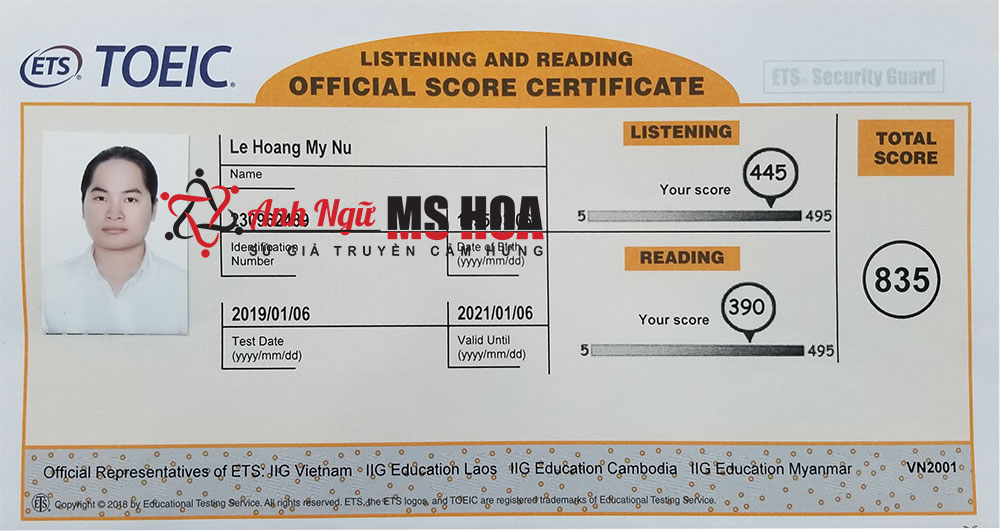 ETS® TOEIC®
LISTENING AND READING
OFFICIAL SCORE CERTIFICATE
ETS® Security Guard
Le Hoang My Nu
Name
Anh Ngữ MS HOA
SỨ GIẢ TRUYỀN CẢM HỨNG
Identification
Number
Date of Birth
(yyyy/mm/dd)
2019/01/06
Test Date
(yyyy/mm/dd)
2021/01/06
Valid Until
(yyyy/mm/dd)
LISTENING
445
Your score
5 495
READING
390
Your score
5 495
TOTAL
SCORE
835
Official Representatives of ETS: IIG Vietnam IIG Education Laos IIG Education Cambodia IIG Education Myanmar VN2001
ETS Copyright © 2018 by Educational Testing Service. All rights reserved. ETS, the ETS logos, and TOEIC are registered trademarks of Educational Testing Service.